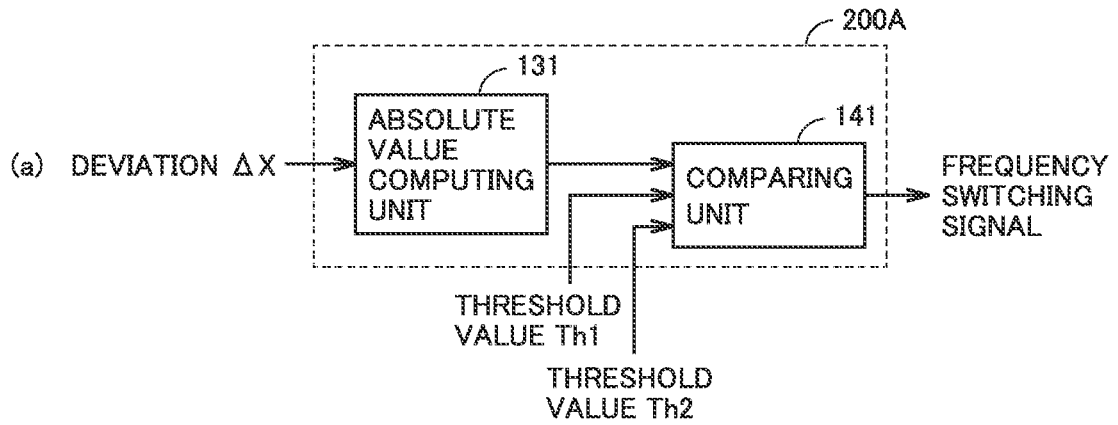 200A
131
ABSOLUTE
VALUE
COMPUTING
UNIT
141
(a) DEVIATION ΔX
COMPARING
UNIT
FREQUENCY
SWITCHING
SIGNAL
THRESHOLD
VALUE Th1
THRESHOLD
VALUE Th2